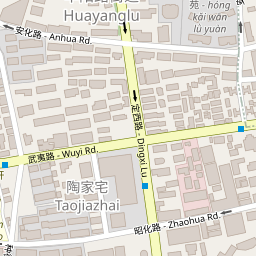 Huayanglu
苑 - hóng
kǎi wān
lù yuàn
安化路 - Anhua Rd.
定西路 - Dingxi Lu
武夷路 - Wuyi Rd.
陶家宅
Taojiazhai
昭化路 - Zhaohua Rd.